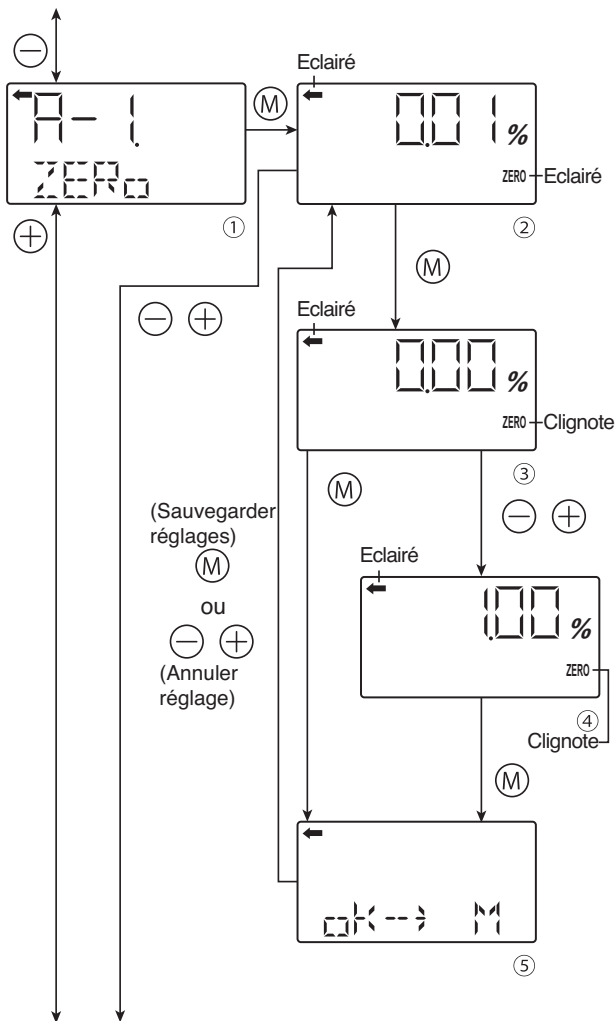 ⊖
← A-1.
ZERo
①
⊕
Ⓜ
Eclairé
← 0.01 %
ZERO Eclairé
②
⊖ ⊕
Ⓜ
Eclairé
← 0.00 %
ZERO Clignote
③
Ⓜ
⊖ ⊕
(Sauvegarder
réglages)
Ⓜ
ou
⊖ ⊕
(Annuler
réglage)
Eclairé
← 1.00 %
ZERO
④
Clignote
Ⓜ
←
oK--> M
⑤